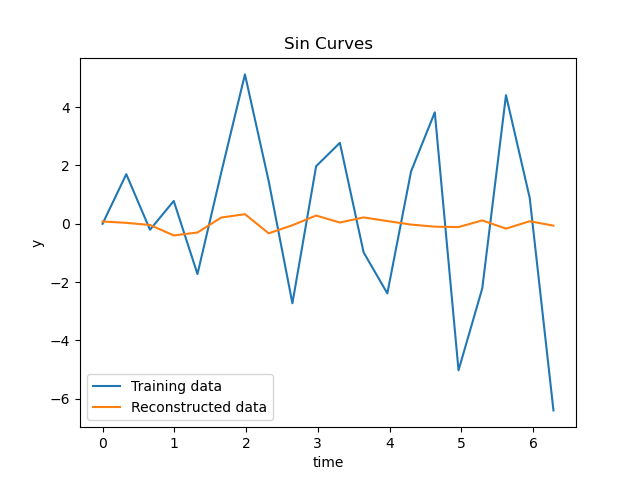 Sin Curves
y
4
2
0
−2
−4
−6
Training data
Reconstructed data
0 1 2 3 4 5 6
time